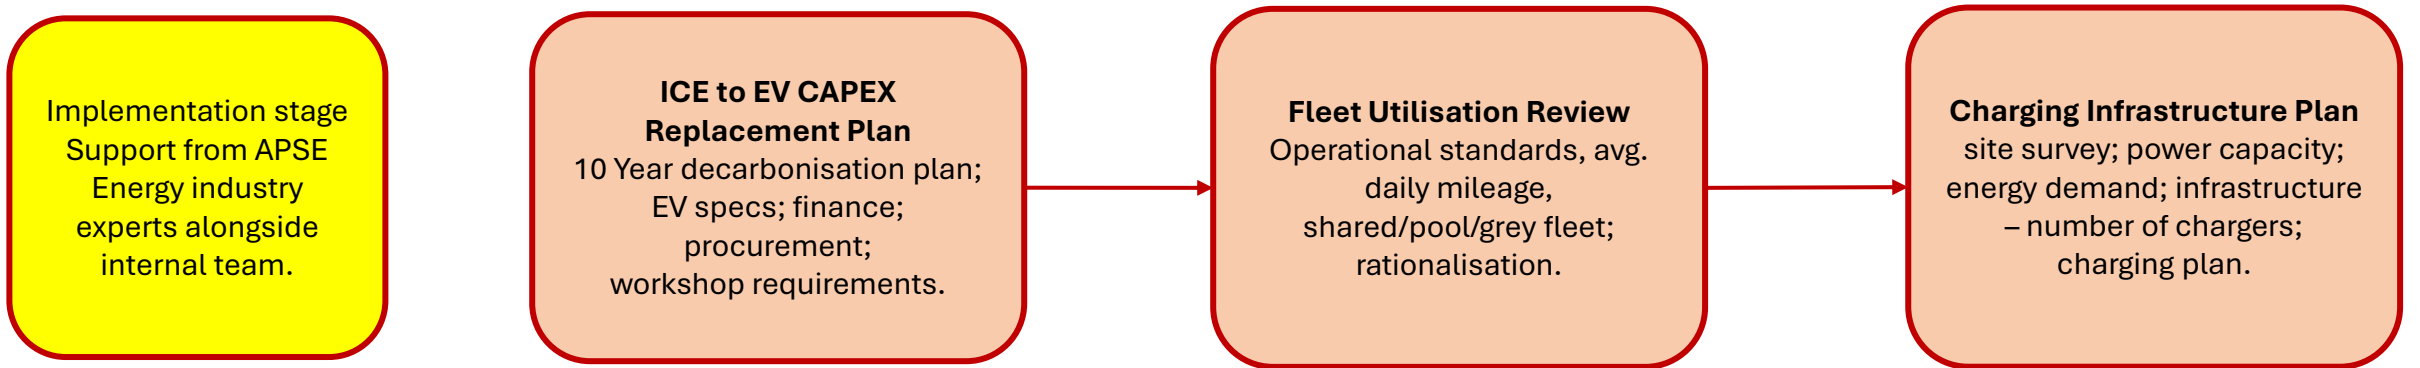 Implementation stage
Support from APSE
Energy industry
experts alongside
internal team.
ICE to EV CAPEX
Replacement Plan
10 Year decarbonisation plan;
EV specs; finance;
procurement;
workshop requirements.
Fleet Utilisation Review
Operational standards, avg.
daily mileage,
shared/pool/grey fleet;
rationalisation.
Charging Infrastructure Plan
site survey; power capacity;
energy demand; infrastructure
– number of chargers;
charging plan.